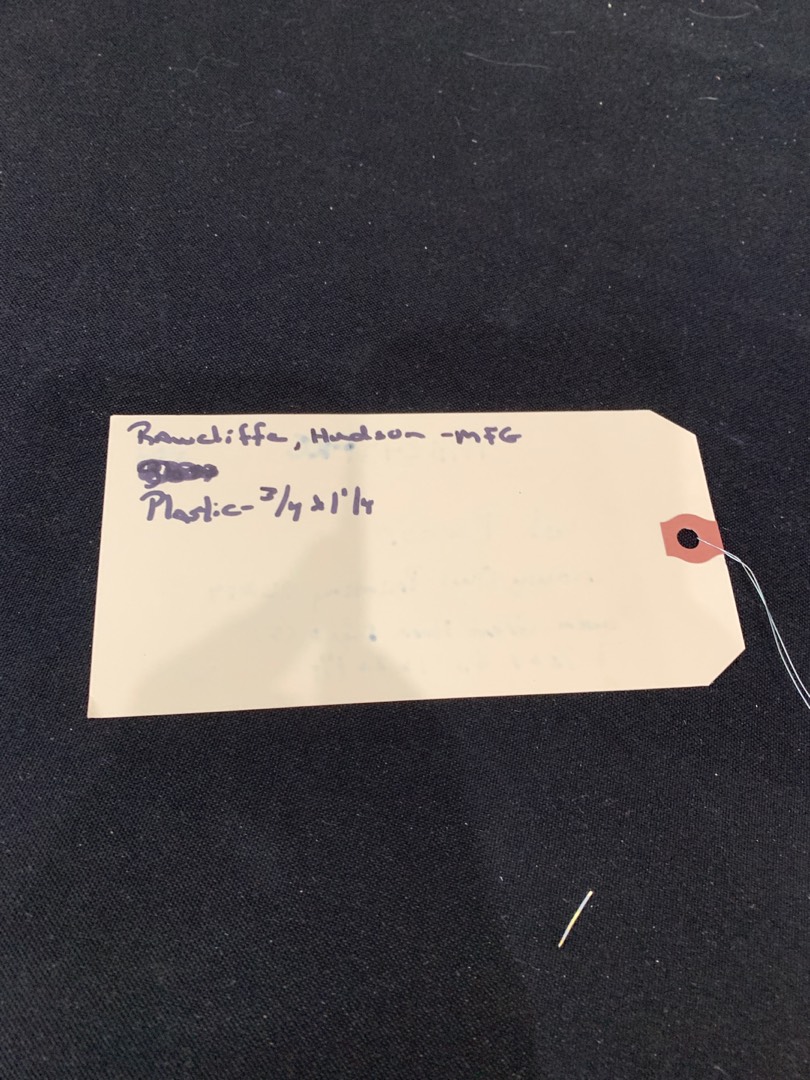 Rawcliffe, Hudson -MFG
Plastic- 3/4 x 1 1/4